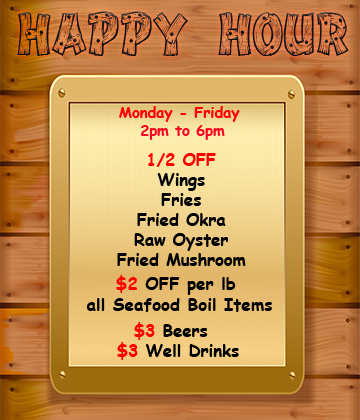 HAPPY HOUR
Monday - Friday
2pm to 6pm
1/2 OFF
Wings
Fries
Fried Okra
Raw Oyster
Fried Mushroom
$2 OFF per lb
all Seafood Boil Items
$3 Beers
$3 Well Drinks